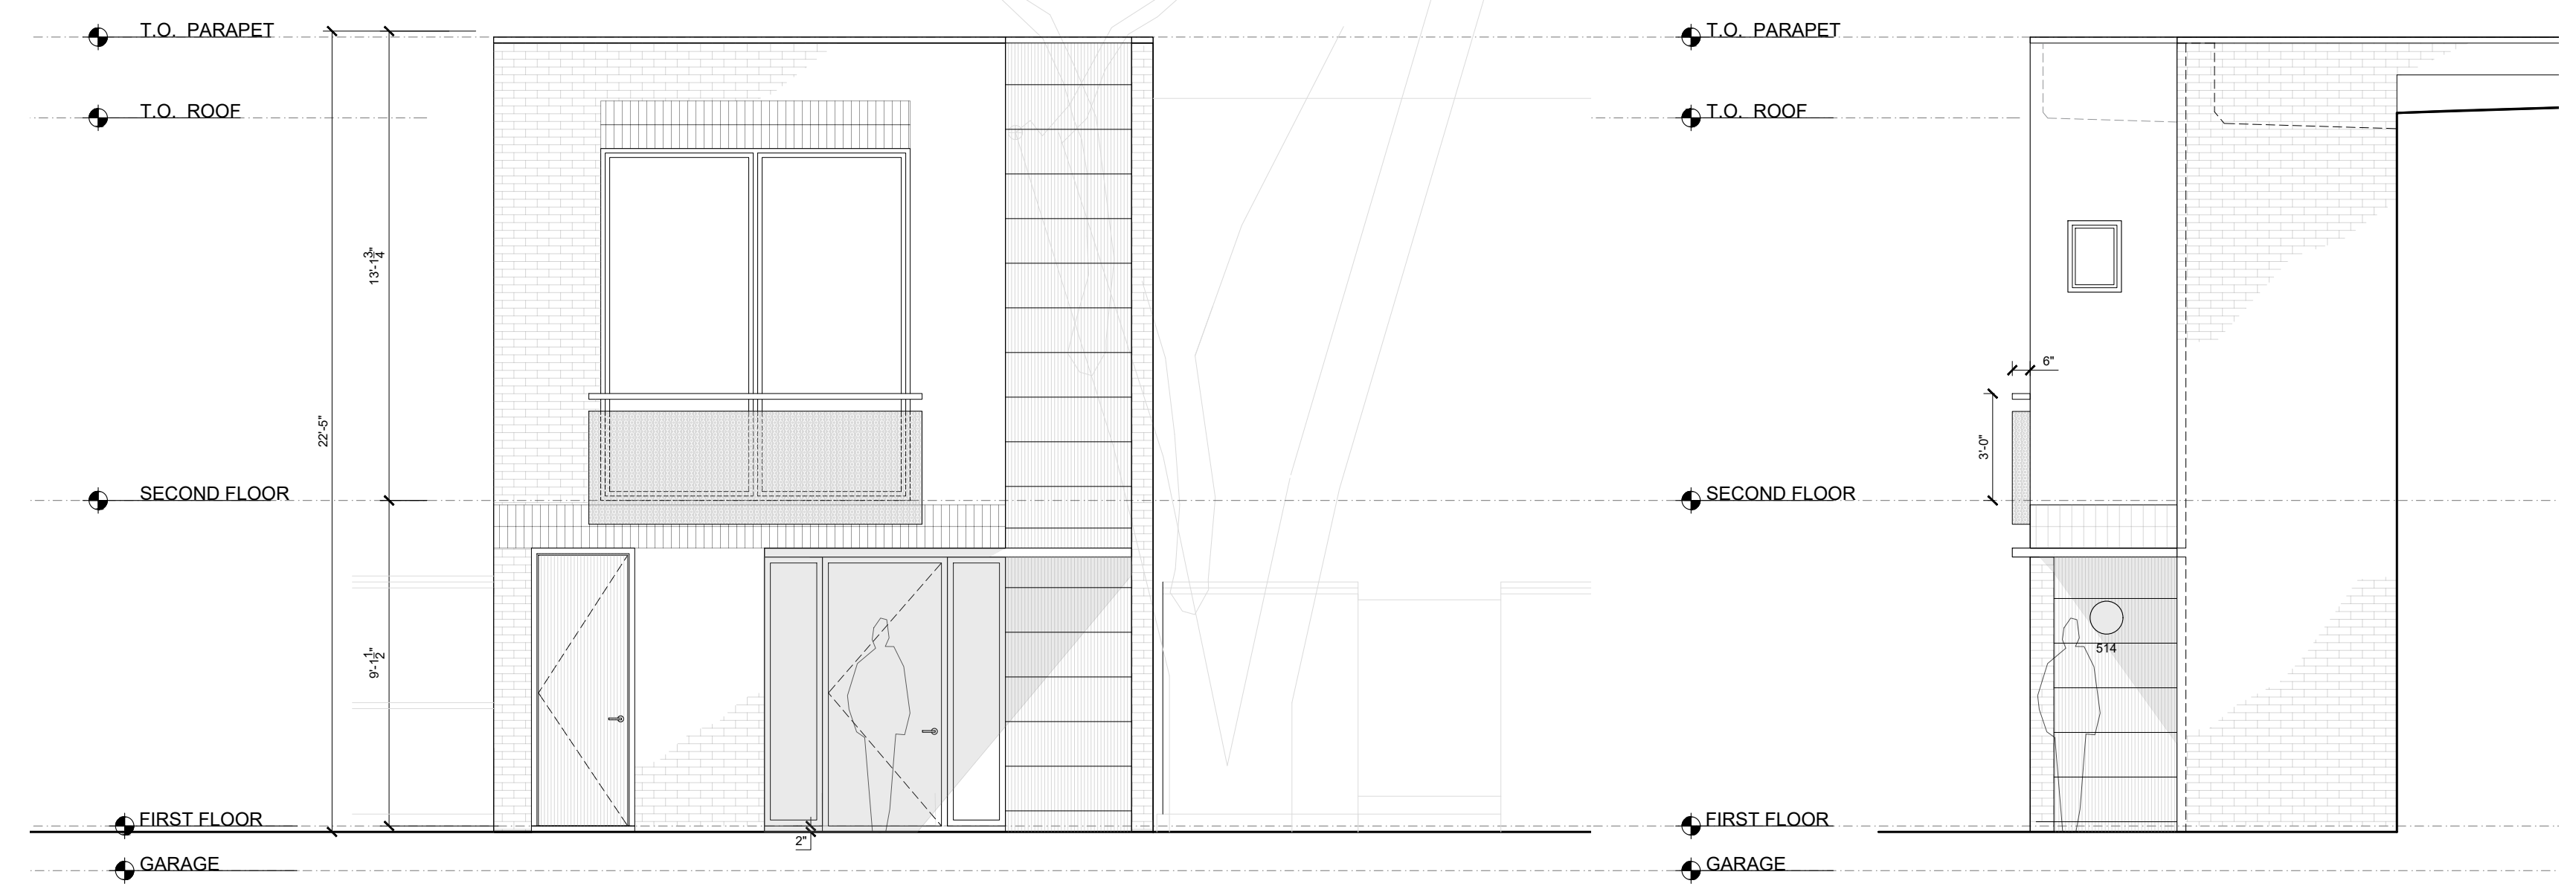 T.O. PARAPET
T.O. ROOF
13'-1 3/4"
22'-5"
SECOND FLOOR
9'-1 1/2"
FIRST FLOOR
2"
GARAGE
T.O. PARAPET
T.O. ROOF
6"
3'-0"
SECOND FLOOR
514
FIRST FLOOR
GARAGE